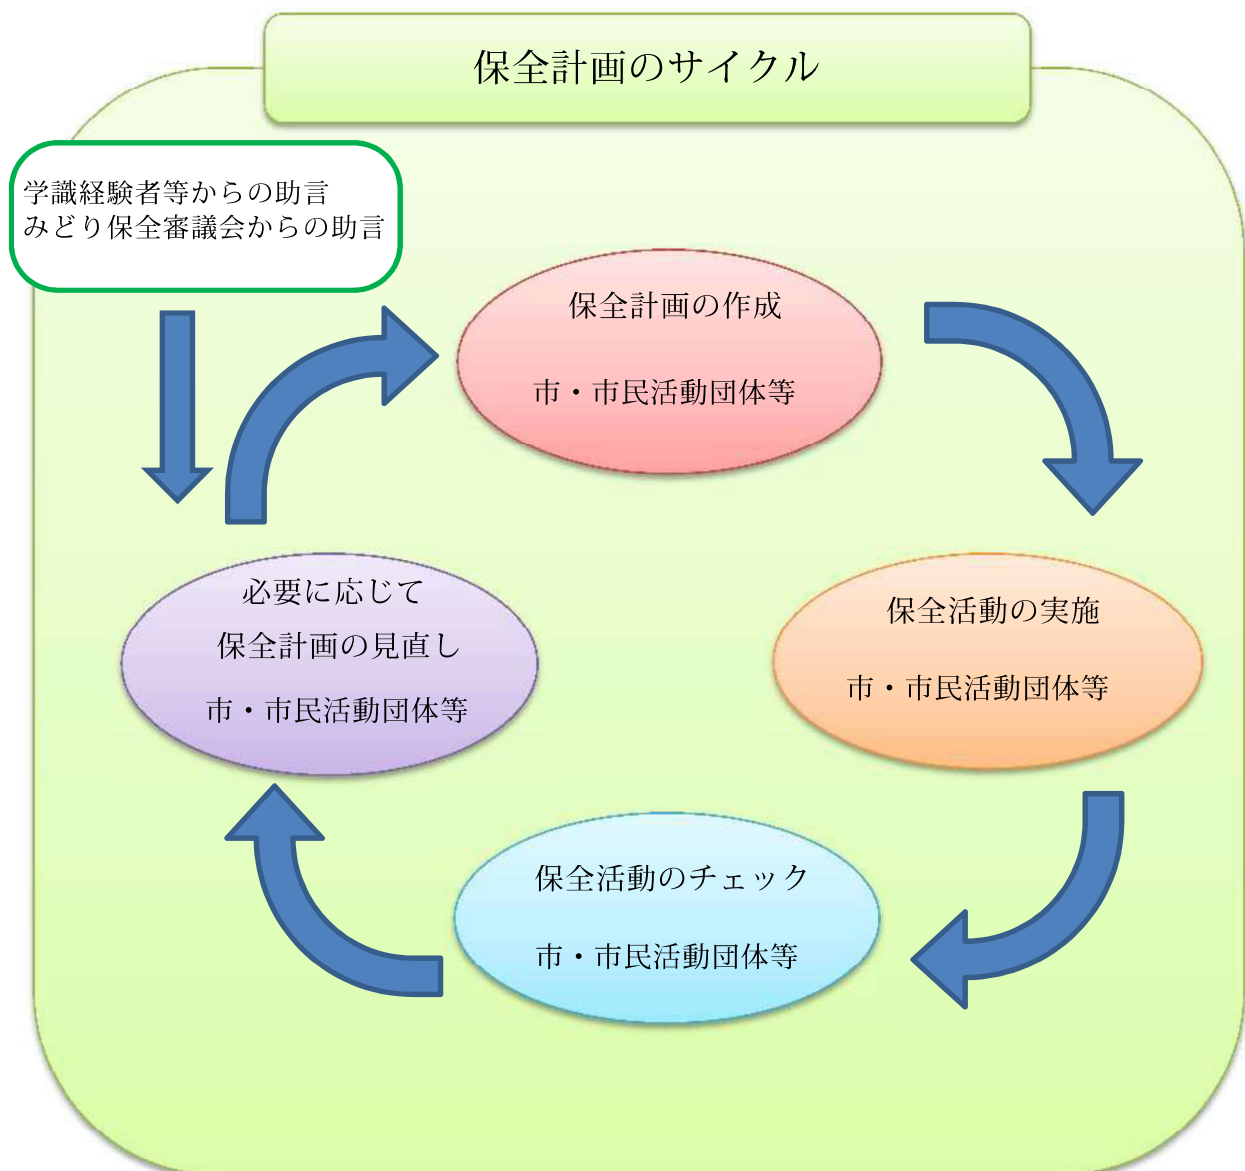 保全計画のサイクル
学識経験者等からの助言
みどり保全審議会からの助言
保全計画の作成
市・市民活動団体等
保全活動の実施
市・市民活動団体等
保全活動のチェック
市・市民活動団体等
必要に応じて
保全計画の見直し
市・市民活動団体等